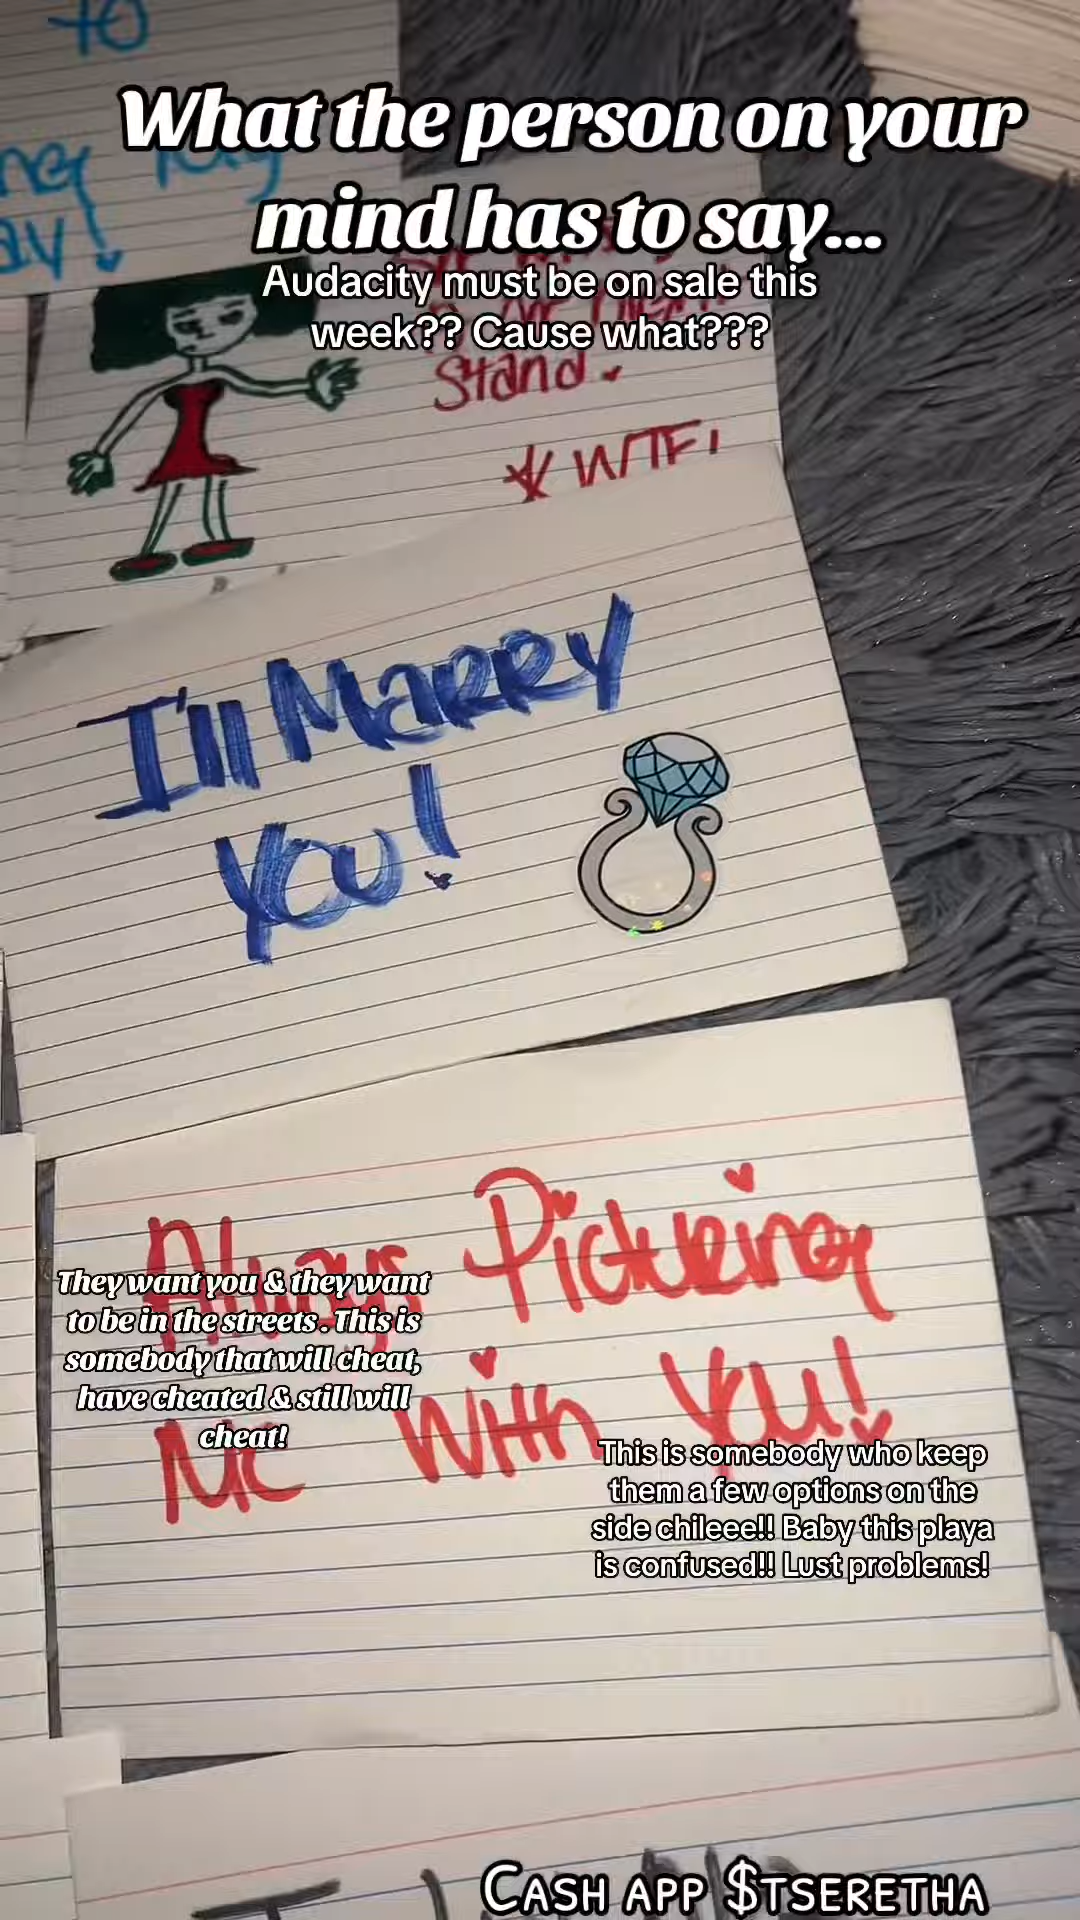 to
What the person on your
mind has to say...
Audacity must be on sale this
week?? Cause what???
Stand.
WTF!
I'll Marry
You!
Always Picturing
Me With You!
They want you & they want
to be in the streets . This is
somebody that will cheat,
have cheated & still will
cheat!
This is somebody who keep
them a few options on the
side chileee!! Baby this playa
is confused!! Lust problems!
Cash app $tseretha